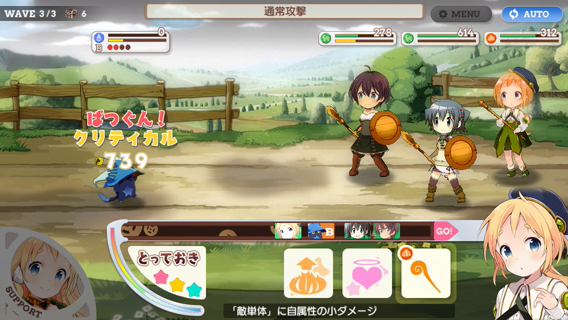 WAVE 3/3 6
通常攻撃
MENU
AUTO
0
13
278
614
312
ばつぐん!
クリティカル
739
B
GO!
とっておき
SUPPORT
「敵単体」に自属性の小ダメージ